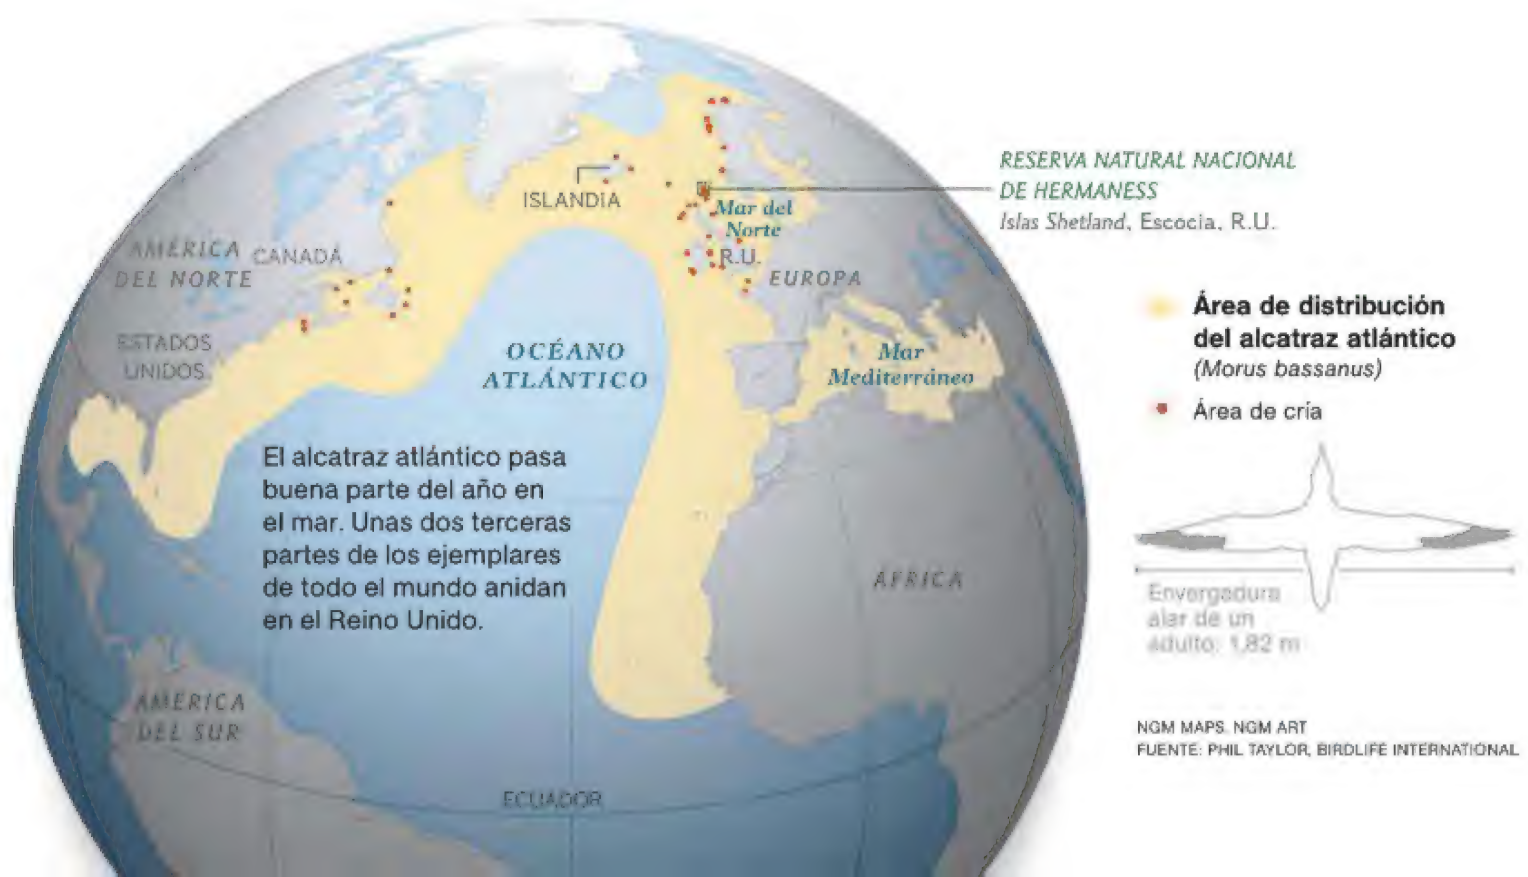 RESERVA NATURAL NACIONAL
DE HERMANESS
Islas Shetland, Escocia, R.U.
ISLANDIA
Mar del
Norte
R.U.
EUROPA
AMÉRICA
DEL NORTE
CANADÁ
ESTADOS
UNIDOS
OCÉANO
ATLÁNTICO
Mar
Mediterráneo
Área de distribución
del alcatraz atlántico
(Morus bassanus)
Área de cría
El alcatraz atlántico pasa
buena parte del año en
el mar. Unas dos terceras
partes de los ejemplares
de todo el mundo anidan
en el Reino Unido.
ÁFRICA
Envergadura
alar de un
adulto: 1,82 m
AMÉRICA
DEL SUR
ECUADOR
NGM MAPS. NGM ART
FUENTE: PHIL TAYLOR, BIRDLIFE INTERNATIONAL